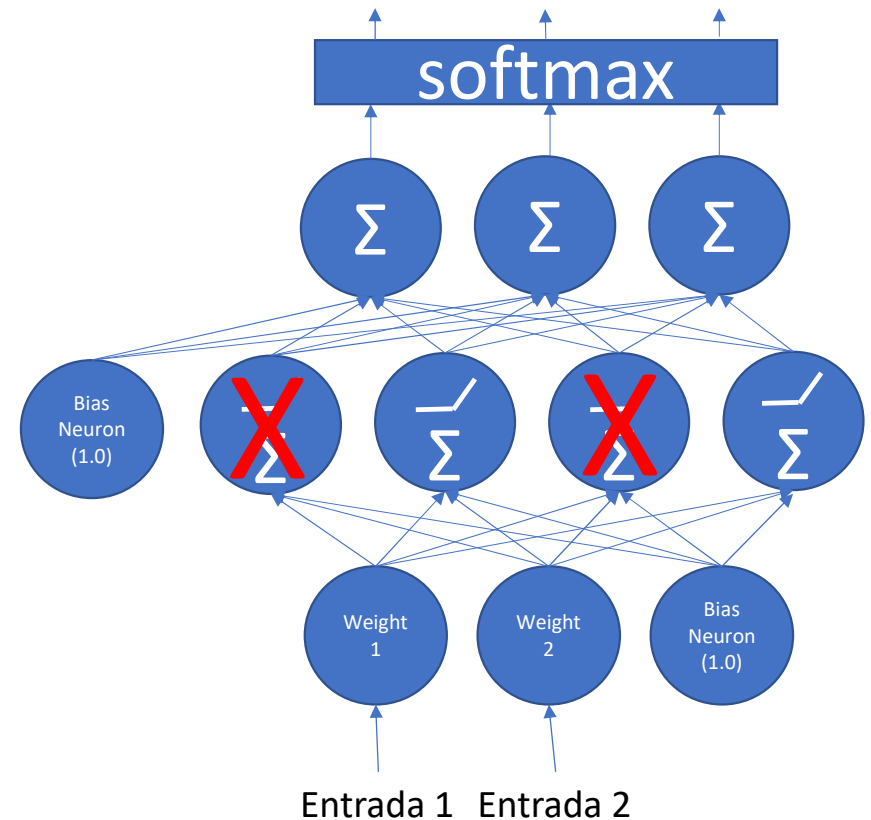 softmax
Σ Σ Σ
Bias
Neuron
(1.0)
X
Σ
Σ
X
Σ
Σ
Weight
1
Weight
2
Bias
Neuron
(1.0)
Entrada 1 Entrada 2